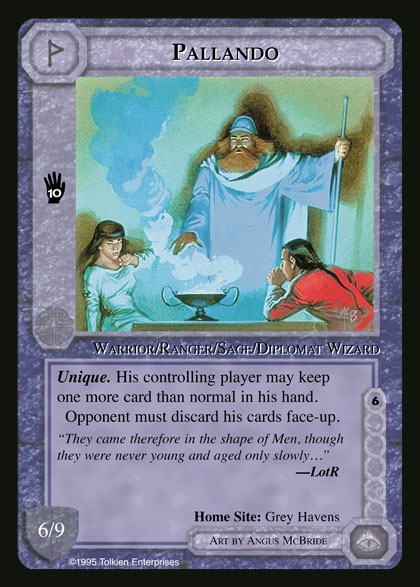 PALLANDO
10
McB
WARRIOR/RANGER/SAGE/DIPLOMAT WIZARD
Unique. His controlling player may keep
one more card than normal in his hand.
Opponent must discard his cards face-up.
“They came therefore in the shape of Men, though
they were never young and aged only slowly…”
—LotR
6
Home Site: Grey Havens
6/9
ART BY ANGUS MCBRIDE
©1995 Tolkien Enterprises